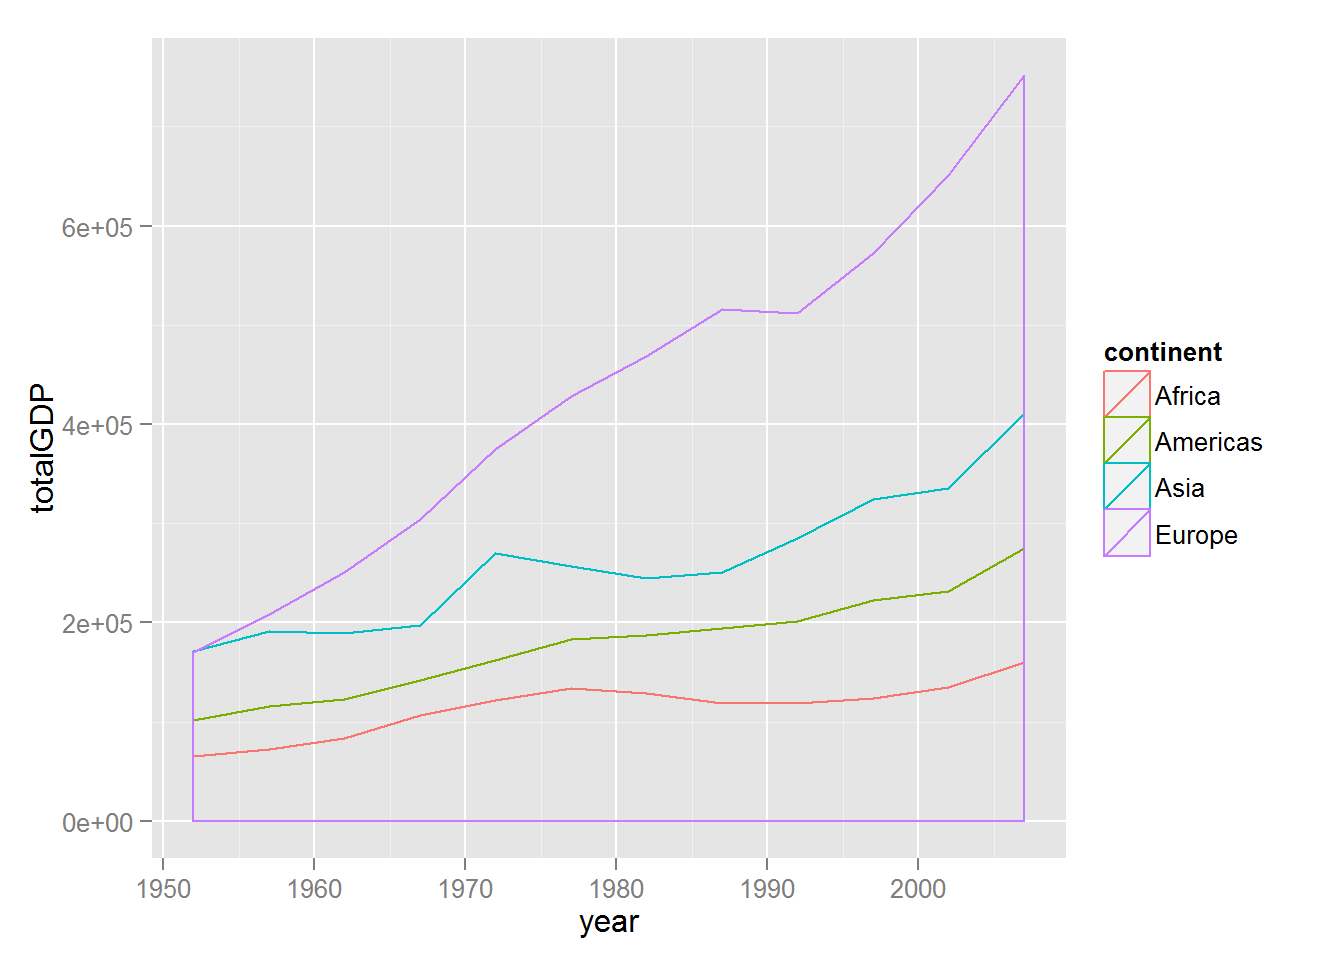 totalGDP
6e+05
4e+05
2e+05
0e+00
1950 1960 1970 1980 1990 2000
year
continent
Africa
Americas
Asia
Europe